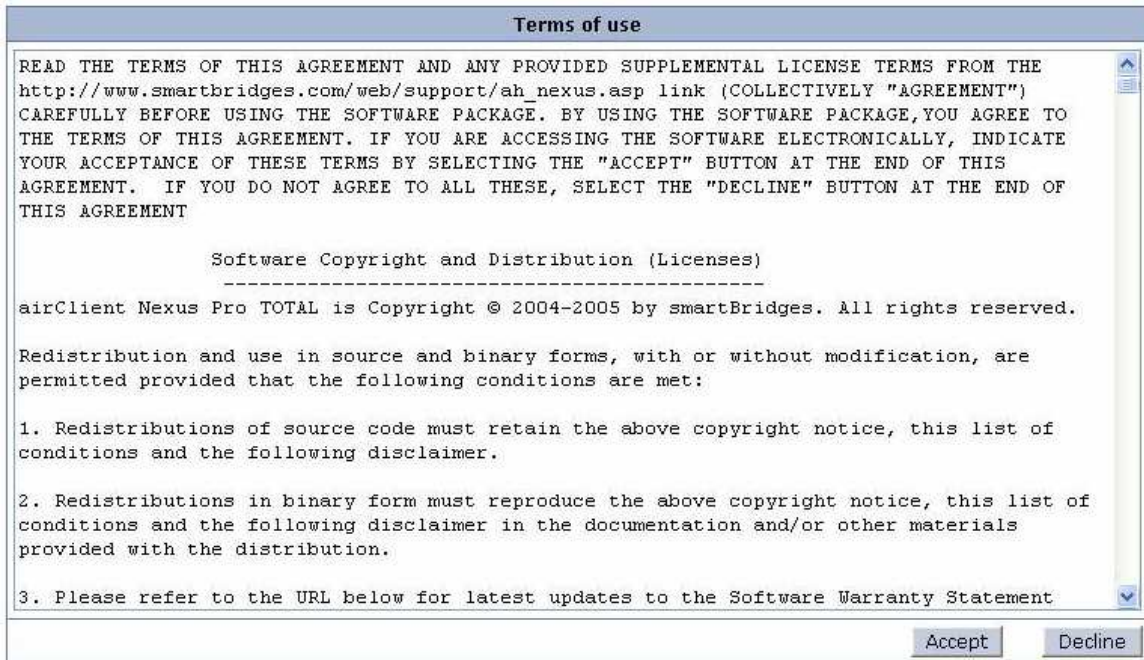 Terms of use
READ THE TERMS OF THIS AGREEMENT AND ANY PROVIDED SUPPLEMENTAL LICENSE TERMS FROM THE
http://www.smartbridges.com/web/support/ah_nexus.asp link (COLLECTIVELY "AGREEMENT")
CAREFULLY BEFORE USING THE SOFTWARE PACKAGE. BY USING THE SOFTWARE PACKAGE,YOU AGREE TO
THE TERMS OF THIS AGREEMENT. IF YOU ARE ACCESSING THE SOFTWARE ELECTRONICALLY, INDICATE
YOUR ACCEPTANCE OF THESE TERMS BY SELECTING THE "ACCEPT" BUTTON AT THE END OF THIS
AGREEMENT.  IF YOU DO NOT AGREE TO ALL THESE, SELECT THE "DECLINE" BUTTON AT THE END OF
THIS AGREEMENT
Software Copyright and Distribution (Licenses)
---------------------------------------------
airClient Nexus Pro TOTAL is Copyright © 2004-2005 by smartBridges. All rights reserved.
Redistribution and use in source and binary forms, with or without modification, are
permitted provided that the following conditions are met:
1. Redistributions of source code must retain the above copyright notice, this list of
conditions and the following disclaimer.
2. Redistributions in binary form must reproduce the above copyright notice, this list of
conditions and the following disclaimer in the documentation and/or other materials
provided with the distribution.
3. Please refer to the URL below for latest updates to the Software Warranty Statement
Accept Decline